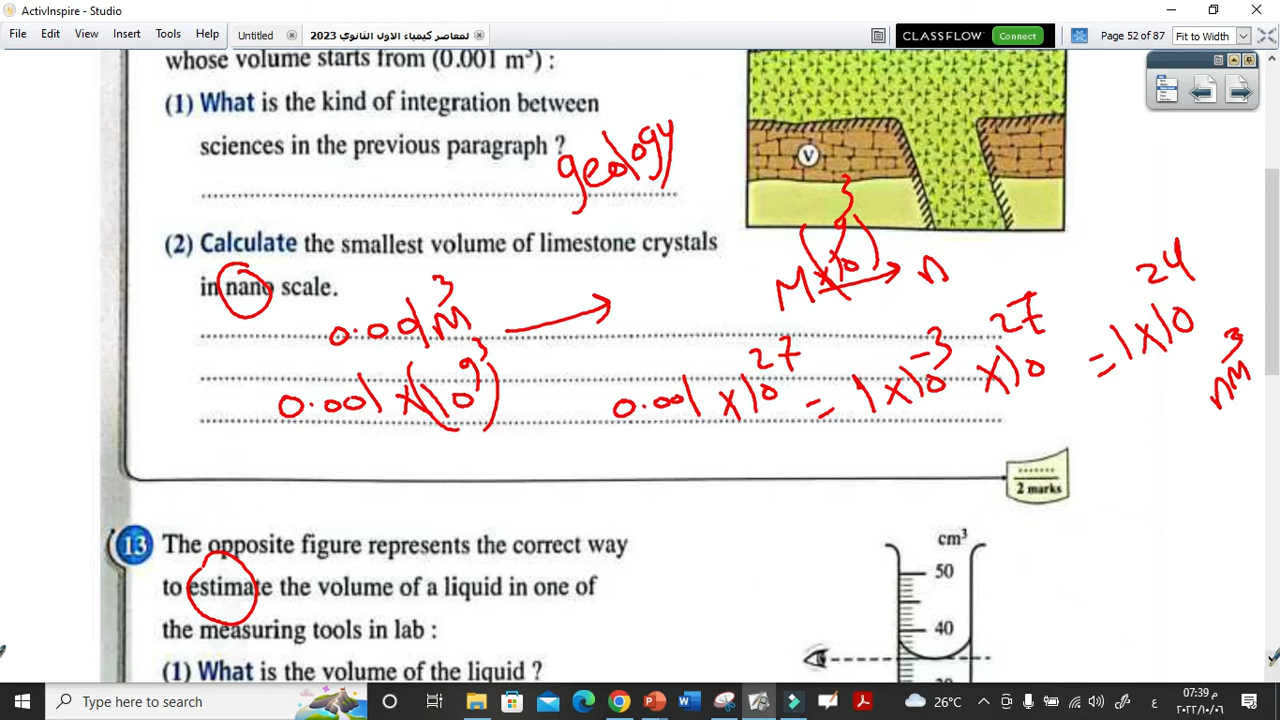 ActivInspire - Studio
File Edit View Insert Tools Help Untitled لمعاصر كيمياء الاول الثانوي 2023 CLASSFLOW Connect Page 52 of 87 Fit to Width
whose volume starts from (0.001 m³) :
(1) What is the kind of integration between
sciences in the previous paragraph ?
geology
V
(2) Calculate the smallest volume of limestone crystals
in nano scale.
M (×10⁹)³ → n
0.001 M³ →
0.001 × (10⁹)³ 0.001 × 10²⁷ = 1 × 10⁻³ × 10²⁷ = 1 × 10²⁴ nM³
2 marks
13 The opposite figure represents the correct way
to estimate the volume of a liquid in one of
the measuring tools in lab :
(1) What is the volume of the liquid ?
cm³
50
40
Type here to search 26°C ع 07:39 م
٢٠٢٢/١٠/٠٦